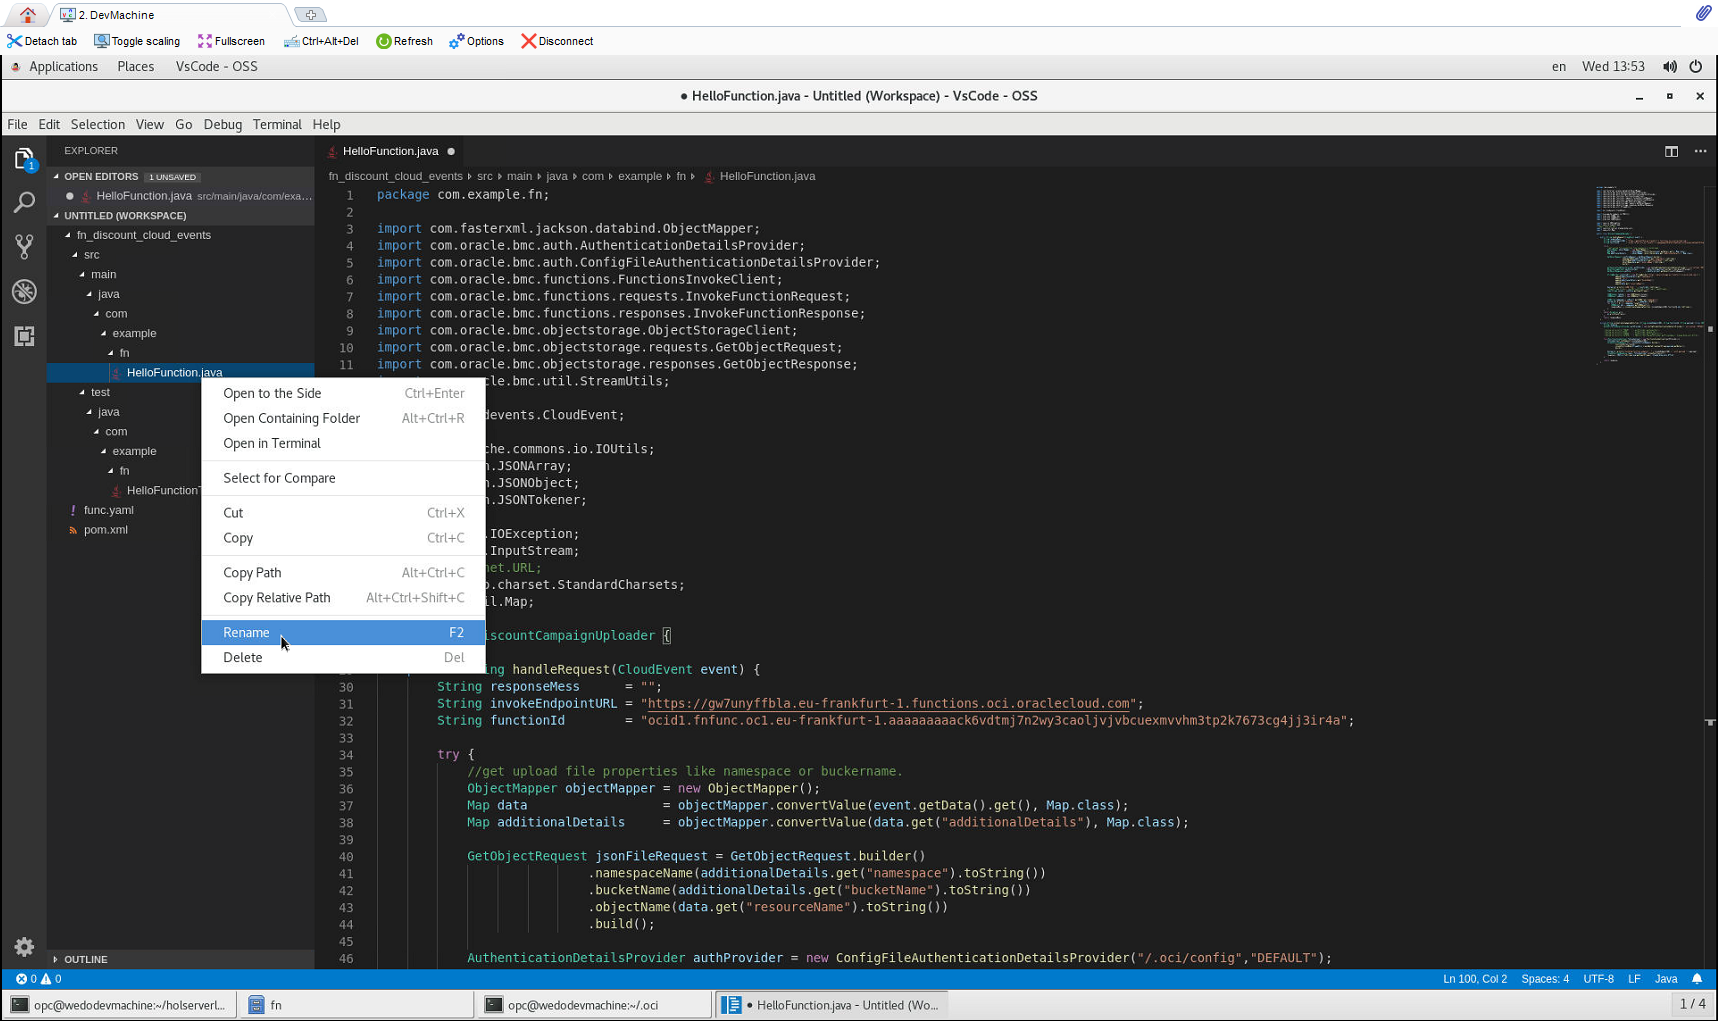 2. DevMachine
Detach tab Toggle scaling Fullscreen Ctrl+Alt+Del Refresh Options Disconnect
Applications Places VsCode - OSS en Wed 13:53
● HelloFunction.java - Untitled (Workspace) - VsCode - OSS
File Edit Selection View Go Debug Terminal Help
EXPLORER
OPEN EDITORS 1 UNSAVED
HelloFunction.java src/main/java/com/exa...
UNTITLED (WORKSPACE)
fn_discount_cloud_events
src
main
java
com
example
fn
HelloFunction.java
test
java
com
example
fn
HelloFunctionT
! func.yaml
pom.xml
OUTLINE
1
Open to the Side Ctrl+Enter
Open Containing Folder Alt+Ctrl+R
Open in Terminal
Select for Compare
Cut Ctrl+X
Copy Ctrl+C
Copy Path Alt+Ctrl+C
Copy Relative Path Alt+Ctrl+Shift+C
Rename F2
Delete Del
HelloFunction.java ●
fn_discount_cloud_events src main java com example fn HelloFunction.java
1 package com.example.fn;
2
3 import com.fasterxml.jackson.databind.ObjectMapper;
4 import com.oracle.bmc.auth.AuthenticationDetailsProvider;
5 import com.oracle.bmc.auth.ConfigFileAuthenticationDetailsProvider;
6 import com.oracle.bmc.functions.FunctionsInvokeClient;
7 import com.oracle.bmc.functions.requests.InvokeFunctionRequest;
8 import com.oracle.bmc.functions.responses.InvokeFunctionResponse;
9 import com.oracle.bmc.objectstorage.ObjectStorageClient;
10 import com.oracle.bmc.objectstorage.requests.GetObjectRequest;
11 import com.oracle.bmc.objectstorage.responses.GetObjectResponse;
cle.bmc.util.StreamUtils;
devents.CloudEvent;
che.commons.io.IOUtils;
n.JSONArray;
n.JSONObject;
n.JSONTokener;
.IOException;
.InputStream;
net.URL;
o.charset.StandardCharsets;
il.Map;
iscountCampaignUploader {
ing handleRequest(CloudEvent event) {
30 String responseMess = "";
31 String invokeEndpointURL = "https://gw7unyffbla.eu-frankfurt-1.functions.oci.oraclecloud.com";
32 String functionId = "ocid1.fnfunc.oc1.eu-frankfurt-1.aaaaaaaaack6vdtmj7n2wy3caoljvjvbcuexmvvhm3tp2k7673cg4jj3ir4a";
33
34 try {
35 //get upload file properties like namespace or buckername.
36 ObjectMapper objectMapper = new ObjectMapper();
37 Map data = objectMapper.convertValue(event.getData().get(), Map.class);
38 Map additionalDetails = objectMapper.convertValue(data.get("additionalDetails"), Map.class);
39
40 GetObjectRequest jsonFileRequest = GetObjectRequest.builder()
41 .namespaceName(additionalDetails.get("namespace").toString())
42 .bucketName(additionalDetails.get("bucketName").toString())
43 .objectName(data.get("resourceName").toString())
44 .build();
45
46 AuthenticationDetailsProvider authProvider = new ConfigFileAuthenticationDetailsProvider("/.oci/config","DEFAULT");
0 0 Ln 100, Col 2 Spaces: 4 UTF-8 LF Java
opc@wedodevmachine:~/holserverl... fn opc@wedodevmachine:~/.oci ● HelloFunction.java - Untitled (Wo... 1 / 4